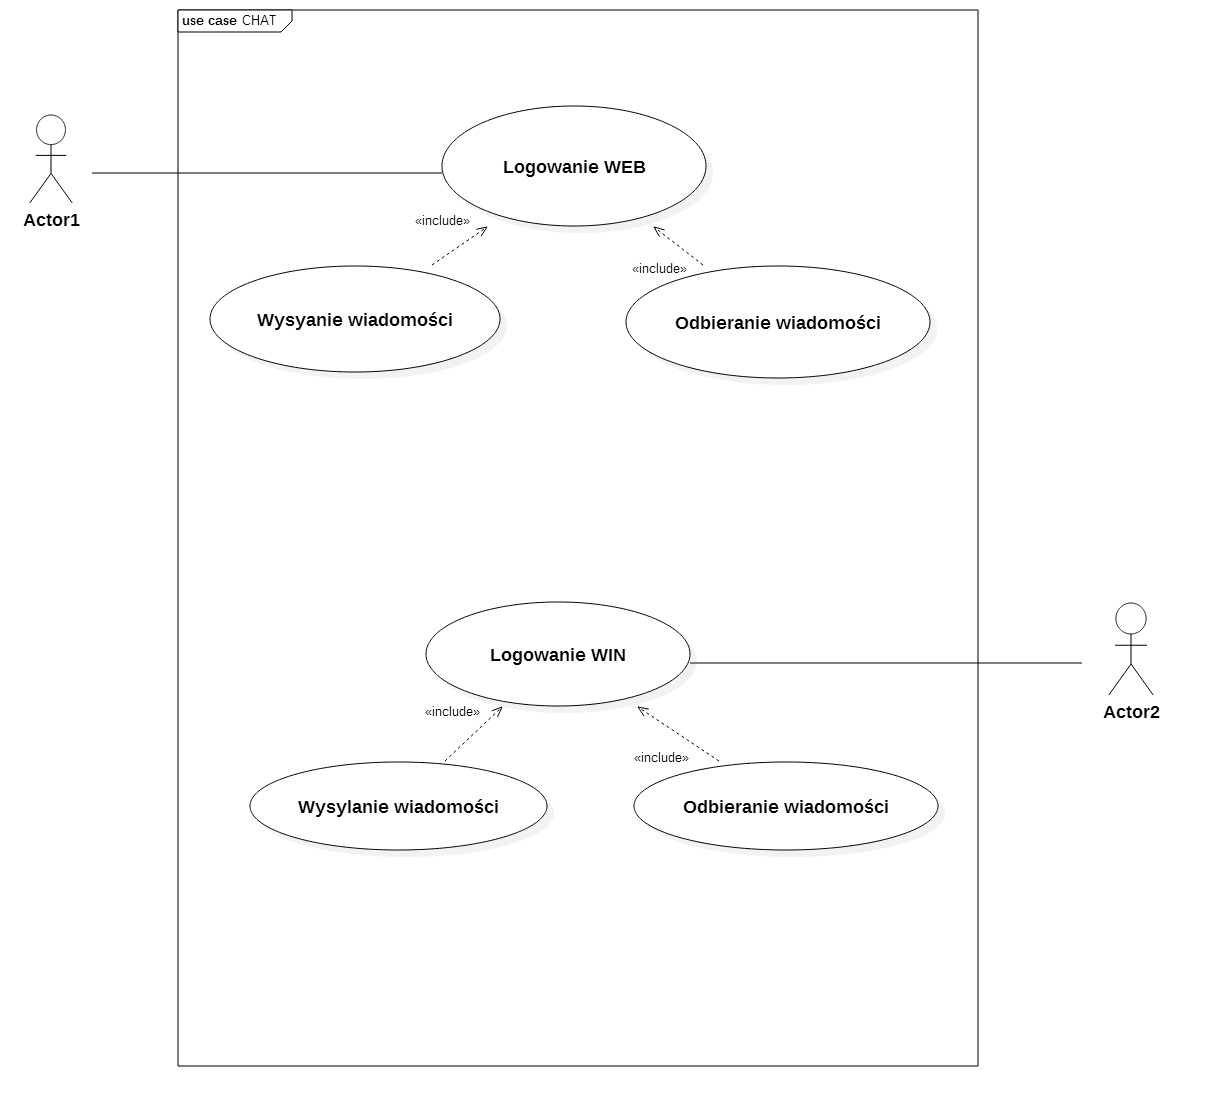 use case CHAT
Logowanie WEB
Actor1
«include»
«include»
Wysyanie wiadomości
Odbieranie wiadomości
Logowanie WIN
Actor2
«include»
«include»
Wysylanie wiadomości
Odbieranie wiadomości